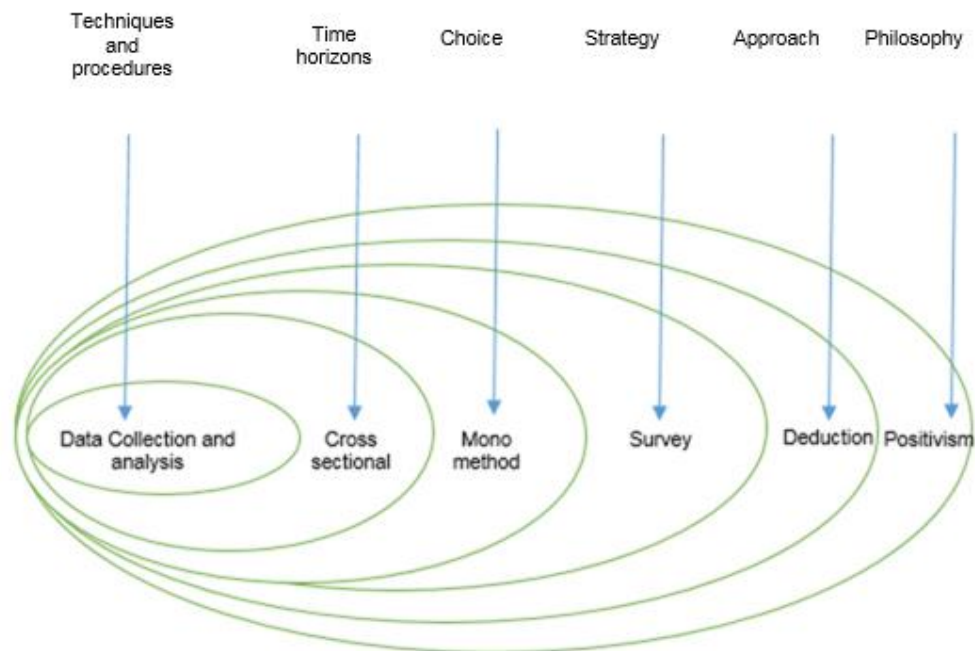 Techniques
and
procedures
Time
horizons
Choice
Strategy
Approach
Philosophy
Data Collection and
analysis
Cross
sectional
Mono
method
Survey
Deduction
Positivism